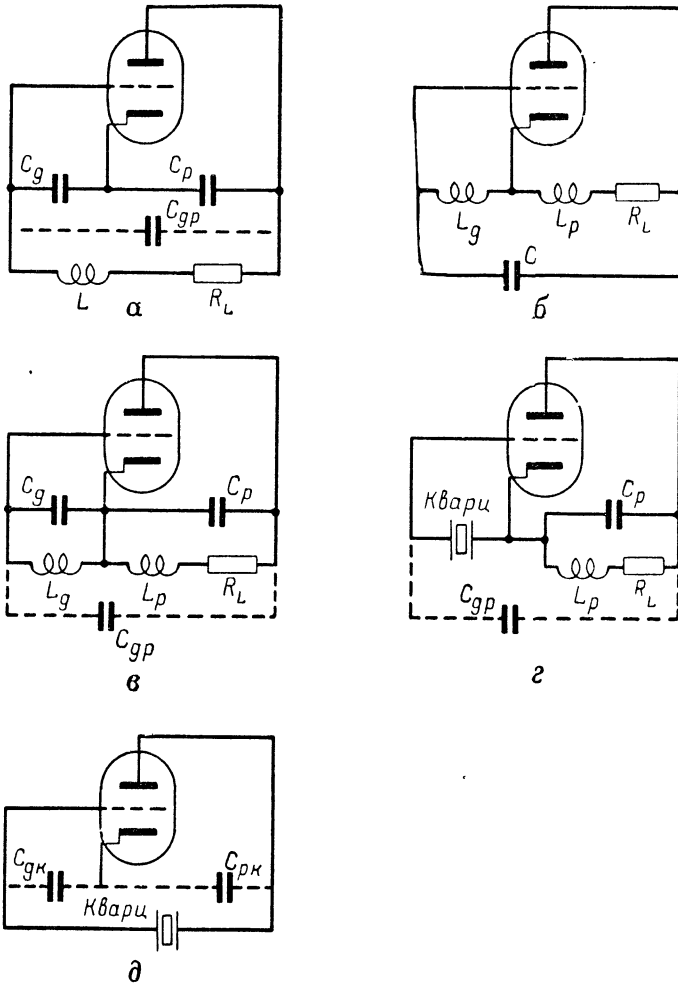 C_g
C_p
C_gp
L
R_L
а
L_g
L_p
R_L
C
б
C_g
C_p
L_g
L_p
R_L
C_gp
в
Кварц
C_p
L_p
R_L
C_gp
г
C_gк
C_pк
Кварц
д